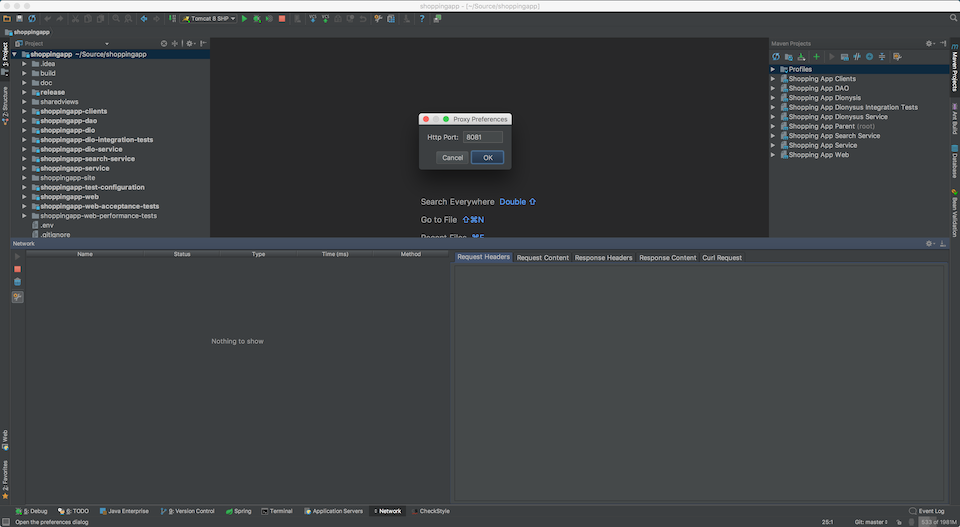 shoppingapp - [~/Source/shoppingapp]
Tomcat 8 SHP
shoppingapp
Project
Maven Projects
1: Project
2: Structure
Web
2: Favorites
shoppingapp ~/Source/shoppingapp
.idea
build
doc
release
sharedviews
shoppingapp-clients
shoppingapp-dao
shoppingapp-dio
shoppingapp-dio-integration-tests
shoppingapp-dio-service
shoppingapp-search-service
shoppingapp-service
shoppingapp-site
shoppingapp-test-configuration
shoppingapp-web
shoppingapp-web-acceptance-tests
shoppingapp-web-performance-tests
.env
.gitignore
Proxy Preferences
Http Port: 8081
Cancel OK
Search Everywhere Double ⇧
Go to File ⇧⌘N
Recent Files ⌘E
Profiles
Shopping App Clients
Shopping App DAO
Shopping App Dionysis
Shopping App Dionysus Integration Tests
Shopping App Dionysus Service
Shopping App Parent (root)
Shopping App Search Service
Shopping App Service
Shopping App Web
Maven Projects
Ant Build
Database
Bean Validation
Network
Name Status Type Time (ms) Method
Nothing to show
Request Headers Request Content Response Headers Response Content Curl Request
5: Debug 6: TODO Java Enterprise 9: Version Control Spring Terminal Application Servers Network CheckStyle Event Log
Open the preferences dialog 25:1 Git: master 533 of 1981M